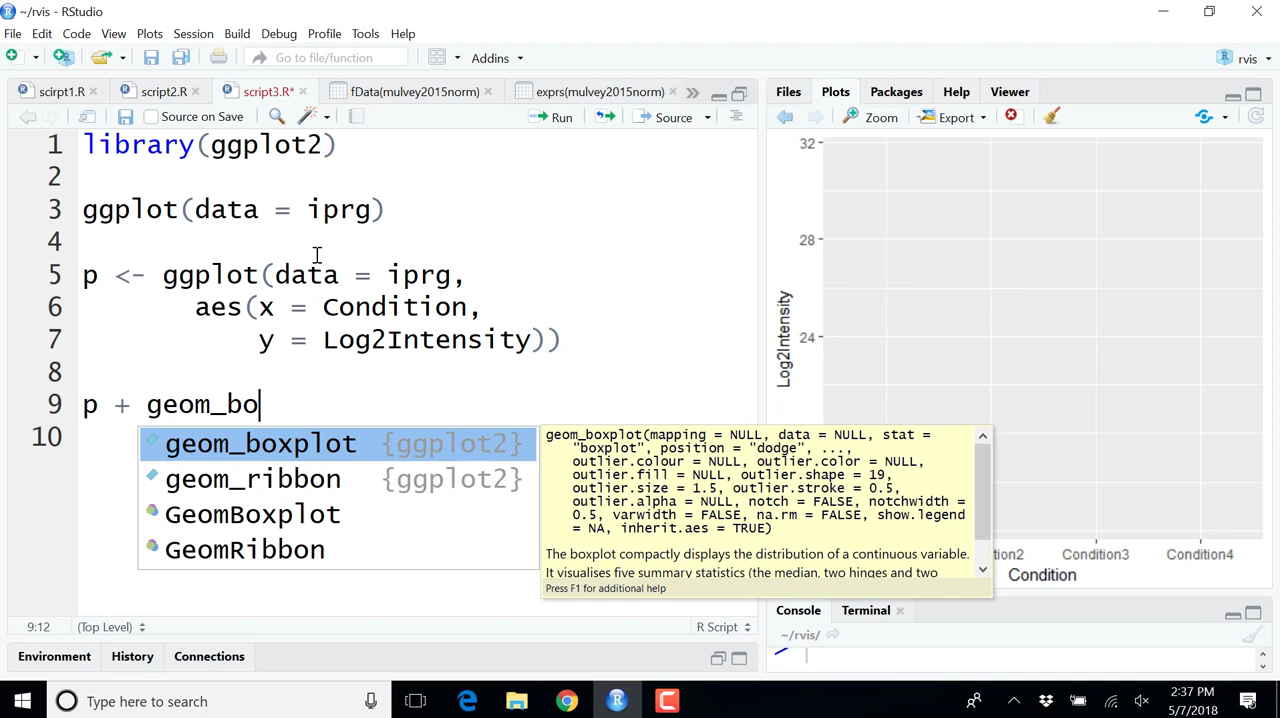 ~/rvis - RStudio
File Edit Code View Plots Session Build Debug Profile Tools Help
Go to file/function Addins rvis
scirpt1.R script2.R script3.R* fData(mulvey2015norm) exprs(mulvey2015norm)
Source on Save Run Source
1 library(ggplot2)
2
3 ggplot(data = iprg)
4
5 p <- ggplot(data = iprg,
6 aes(x = Condition,
7 y = Log2Intensity))
8
9 p + geom_bo
10
geom_boxplot {ggplot2}
geom_ribbon {ggplot2}
GeomBoxplot
GeomRibbon
geom_boxplot(mapping = NULL, data = NULL, stat =
"boxplot", position = "dodge", ...,
outlier.colour = NULL, outlier.color = NULL,
outlier.fill = NULL, outlier.shape = 19,
outlier.size = 1.5, outlier.stroke = 0.5,
outlier.alpha = NULL, notch = FALSE, notchwidth =
0.5, varwidth = FALSE, na.rm = FALSE, show.legend
= NA, inherit.aes = TRUE)
The boxplot compactly displays the distribution of a continuous variable.
It visualises five summary statistics (the median, two hinges and two
Press F1 for additional help
9:12 (Top Level) R Script
Environment History Connections
Files Plots Packages Help Viewer
Zoom Export
32
28
24
Log2Intensity
tion2 Condition3 Condition4
Condition
Console Terminal
~/rvis/
Type here to search
2:37 PM
5/7/2018